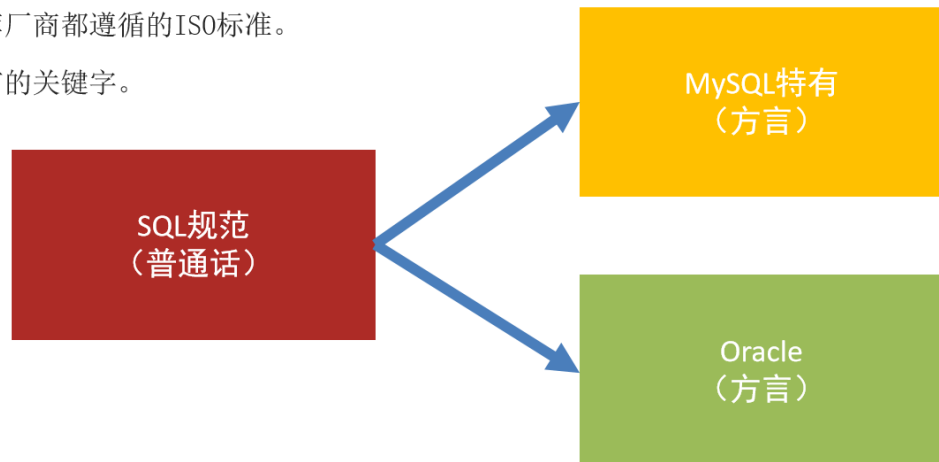 厂商都遵循的ISO标准。
的关键字。
MySQL特有
（方言）
SQL规范
（普通话）
Oracle
（方言）